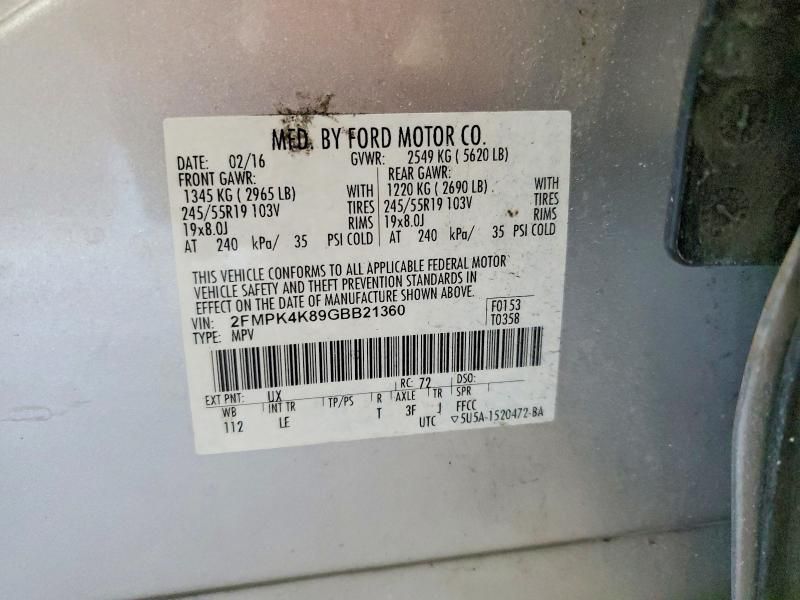 MFD. BY FORD MOTOR CO.
DATE: 02/16 GVWR: 2549 KG ( 5620 LB)
FRONT GAWR: REAR GAWR:
1345 KG ( 2965 LB) WITH 1220 KG ( 2690 LB) WITH
245/55R19 103V TIRES 245/55R19 103V TIRES
19x8.0J RIMS 19x8.0J RIMS
AT 240 kPa/ 35 PSI COLD AT 240 kPa/ 35 PSI COLD
THIS VEHICLE CONFORMS TO ALL APPLICABLE FEDERAL MOTOR
VEHICLE SAFETY AND THEFT PREVENTION STANDARDS IN
EFFECT ON THE DATE OF MANUFACTURE SHOWN ABOVE.
VIN: 2FMPK4K89GBB21360 F0153
TYPE: MPV T0358
EXT PNT: UX RC: 72 DSO:
WB INT TR TP/PS R AXLE TR SPR
112 LE T 3F J FFCC
UTC ▽5U5A-1520472-BA